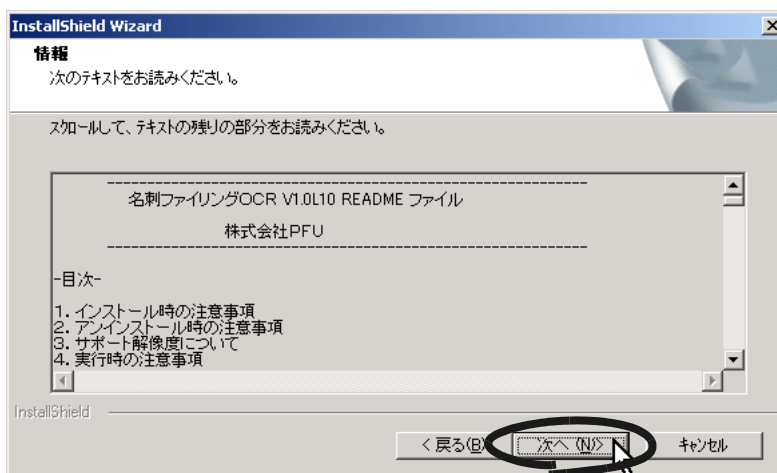 InstallShield Wizard
情報
次のテキストをお読みください。
スクロールして、テキストの残りの部分をお読みください。
------------------------------------------------------------
名刺ファイリングOCR V1.0L10 README ファイル
株式会社PFU
------------------------------------------------------------
-目次-
1. インストール時の注意事項
2. アンインストール時の注意事項
3. サポート解像度について
4. 実行時の注意事項
InstallShield
< 戻る(B)
次へ (N)>
キャンセル